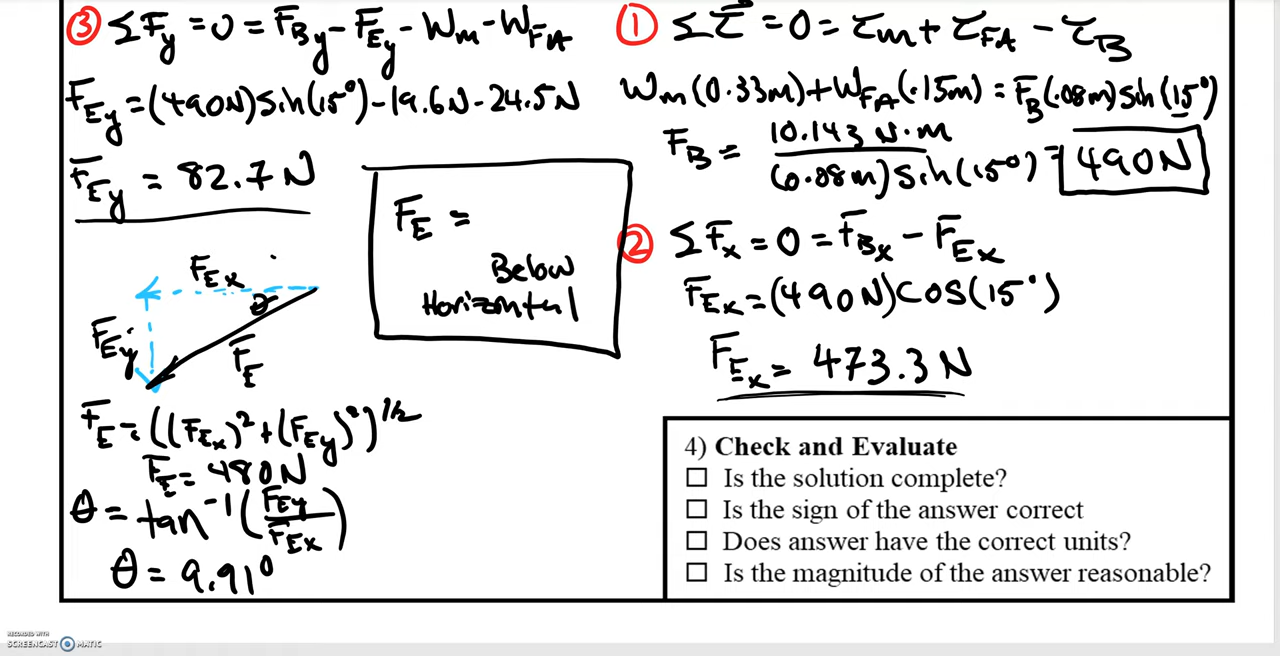 ③ ΣFy = 0 = FBy - FEy - Wm - WFA
FEy = (490N)sin(15°) - 19.6N - 24.5N
FEy = 82.7 N
FEx
FEy
θ
FE
FE = ((FEx)² + (FEy)²)^1/2
FE = 480N
θ = tan⁻¹(FEy/FEx)
θ = 9.91°
FE =
Below
Horizontal
① Στ = 0 = τm + τFA - τB
Wm(0.33m) + WFA(.15m) = FB(.08m)sin(15°)
FB = 10.143 N·m / (0.08m)sin(15°) = 490N
② ΣFx = 0 = FBx - FEx
FEx = (490N)cos(15°)
FEx = 473.3 N
4) Check and Evaluate
☐ Is the solution complete?
☐ Is the sign of the answer correct
☐ Does answer have the correct units?
☐ Is the magnitude of the answer reasonable?
RECORDED WITH
SCREENCAST MATIC